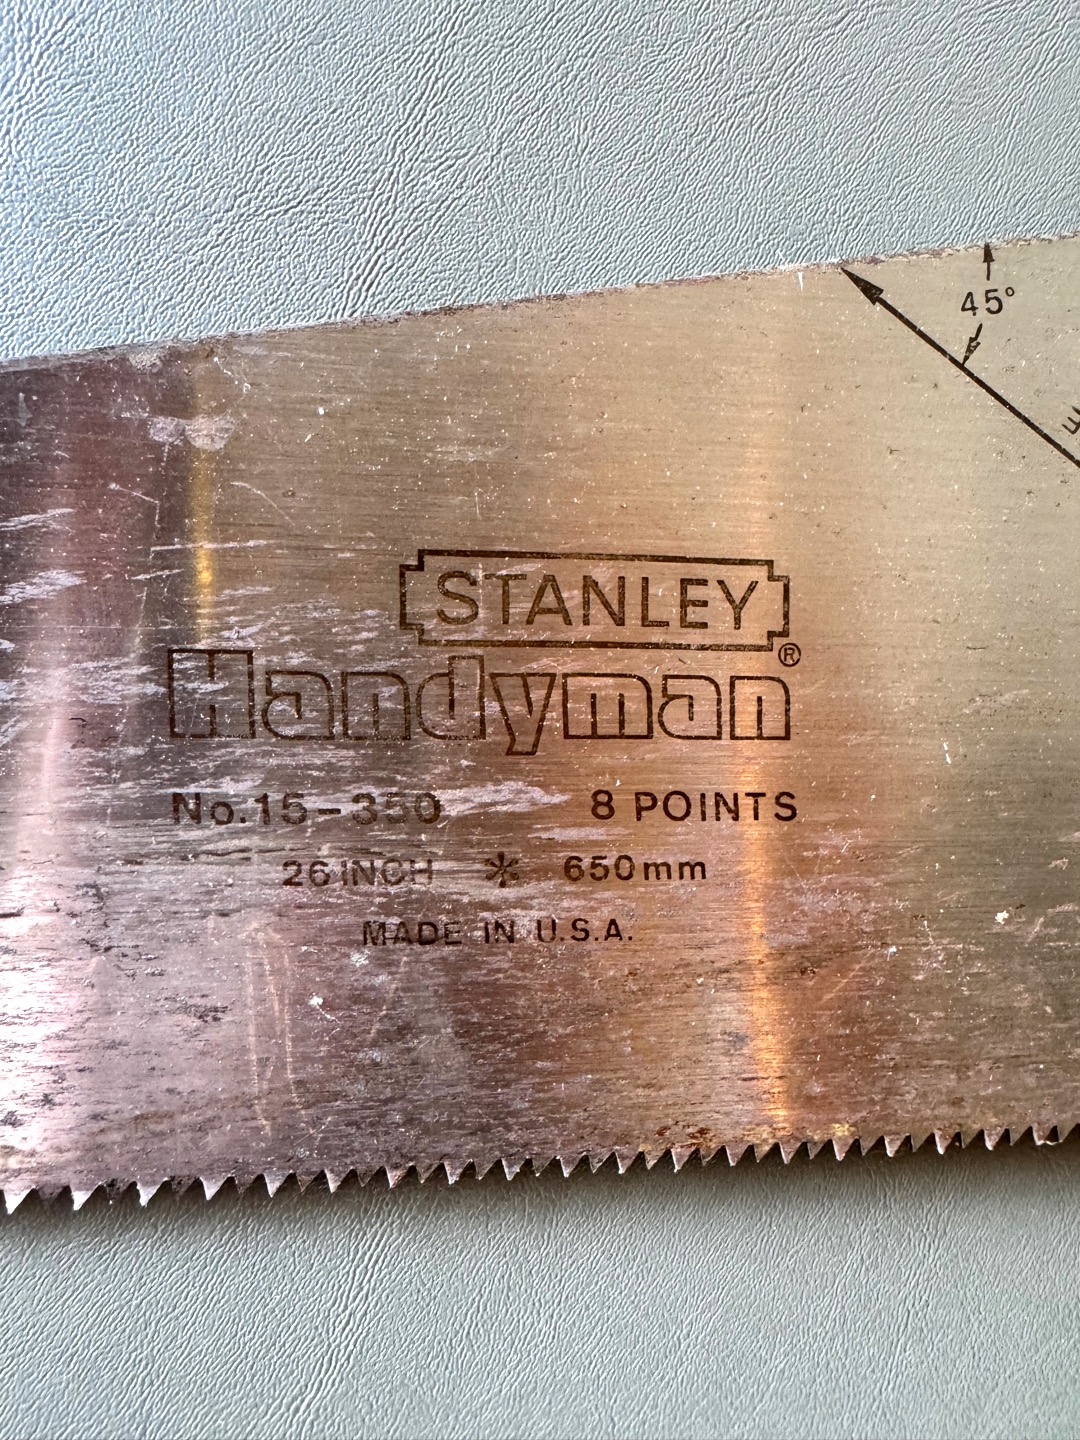 45°
STANLEY
Handyman®
No.15-350 8 POINTS
26 INCH * 650mm
MADE IN U.S.A.